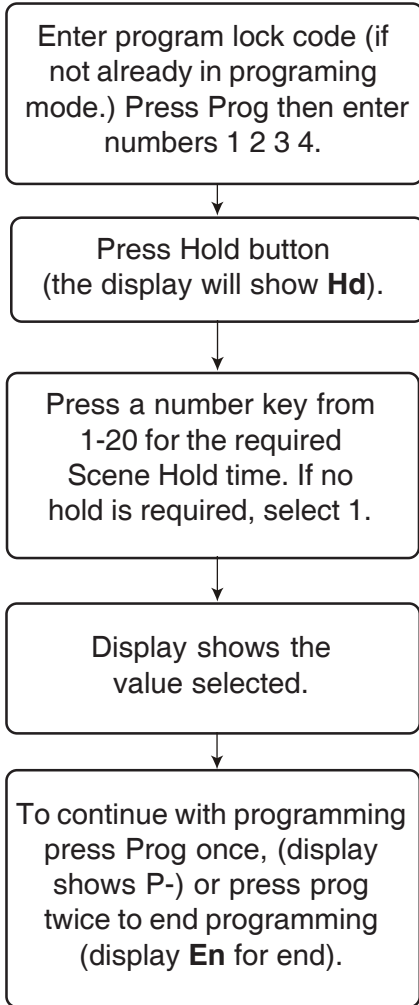 Enter program lock code (if
not already in programing
mode.) Press Prog then enter
numbers 1 2 3 4.
Press Hold button
(the display will show Hd).
Press a number key from
1-20 for the required
Scene Hold time. If no
hold is required, select 1.
Display shows the
value selected.
To continue with programming
press Prog once, (display
shows P-) or press prog
twice to end programming
(display En for end).